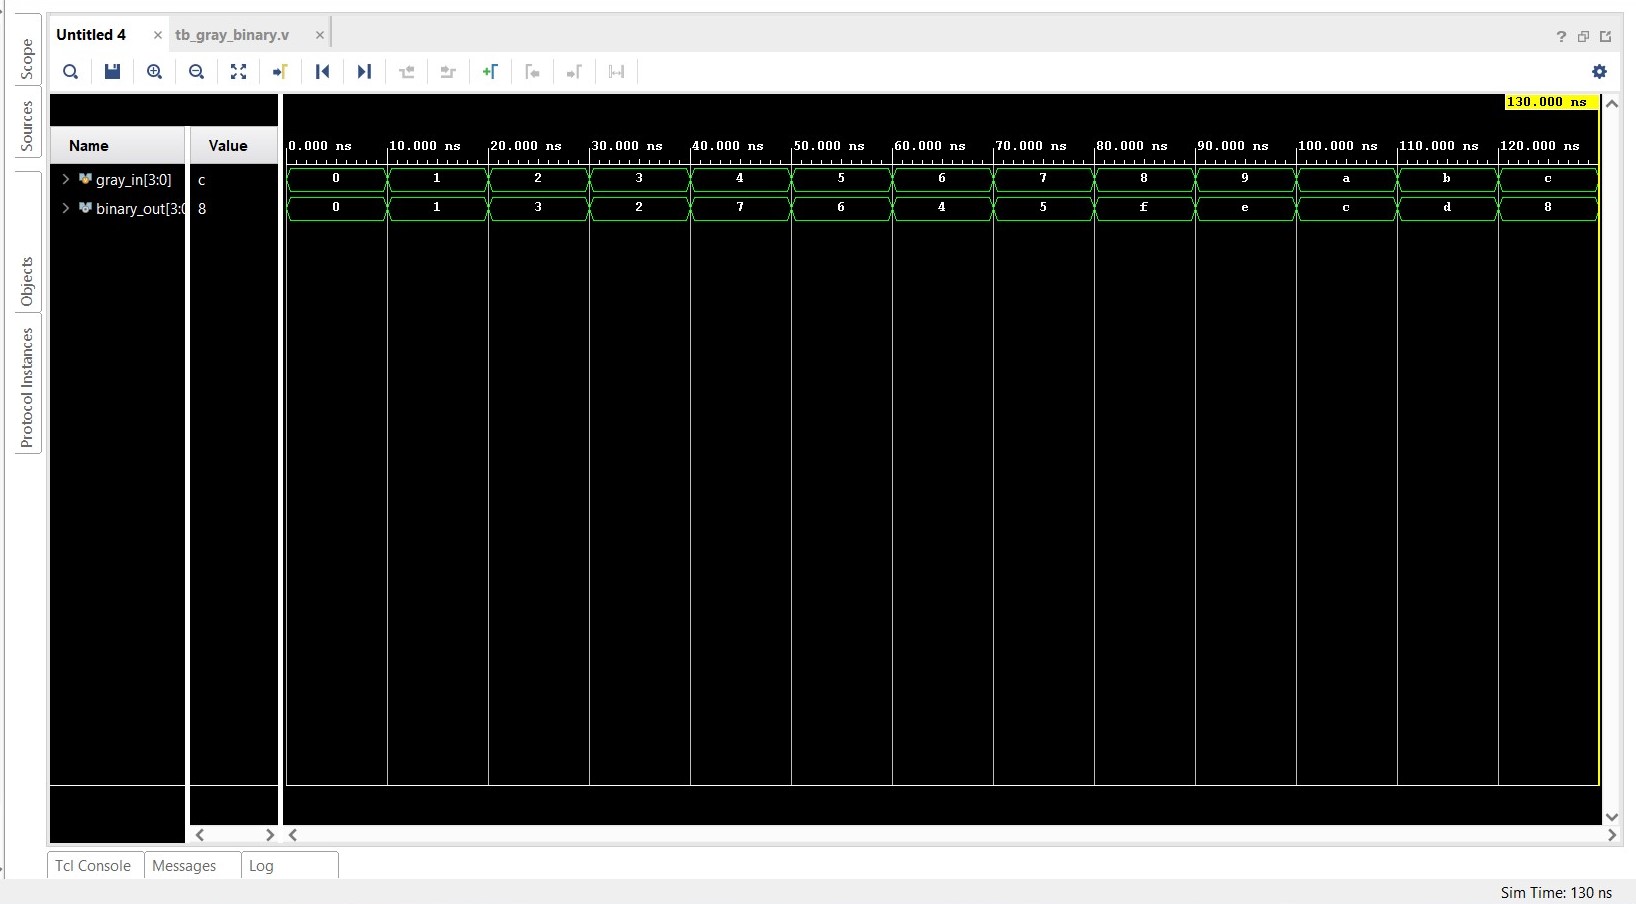 Untitled 4 × tb_gray_binary.v ×
?
Scope
Sources
Objects
Protocol Instances
130.000 ns
Name Value
0.000 ns 10.000 ns 20.000 ns 30.000 ns 40.000 ns 50.000 ns 60.000 ns 70.000 ns 80.000 ns 90.000 ns 100.000 ns 110.000 ns 120.000 ns
gray_in[3:0] c 0 1 2 3 4 5 6 7 8 9 a b c
binary_out[3:0 8 0 1 3 2 7 6 4 5 f e c d 8
Tcl Console Messages Log
Sim Time: 130 ns